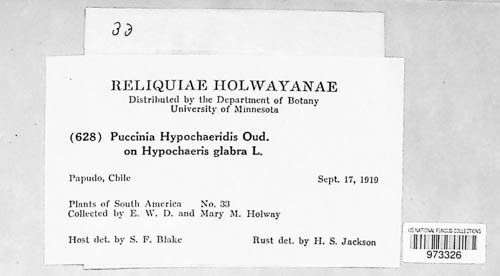 33
RELIQUIAE HOLWAYANAE
Distributed by the Department of Botany
University of Minnesota
(628) Puccinia Hypochaeridis Oud.
on Hypochaeris glabra L.
Papudo, Chile Sept. 17, 1919
Plants of South America No. 33
Collected by E. W. D. and Mary M. Holway
Host det. by S. F. Blake Rust det. by H. S. Jackson
US NATIONAL FUNGUS COLLECTIONS
973326